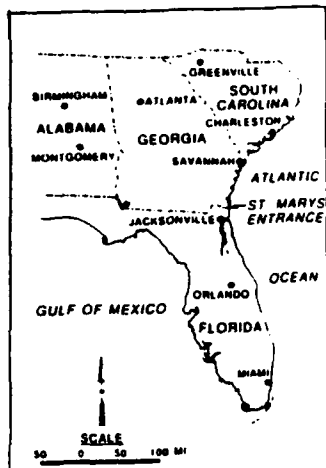 GREENVILLE
SOUTH
CAROLINA
BIRMINGHAM
ATLANTA
CHARLESTON
ALABAMA
GEORGIA
MONTGOMERY
SAVANNAH
ATLANTIC
ST MARYS
ENTRANCE
JACKSONVILLE
OCEAN
ORLANDO
GULF OF MEXICO
FLORIDA
MIAMI
SCALE
50 0 50 100 MI